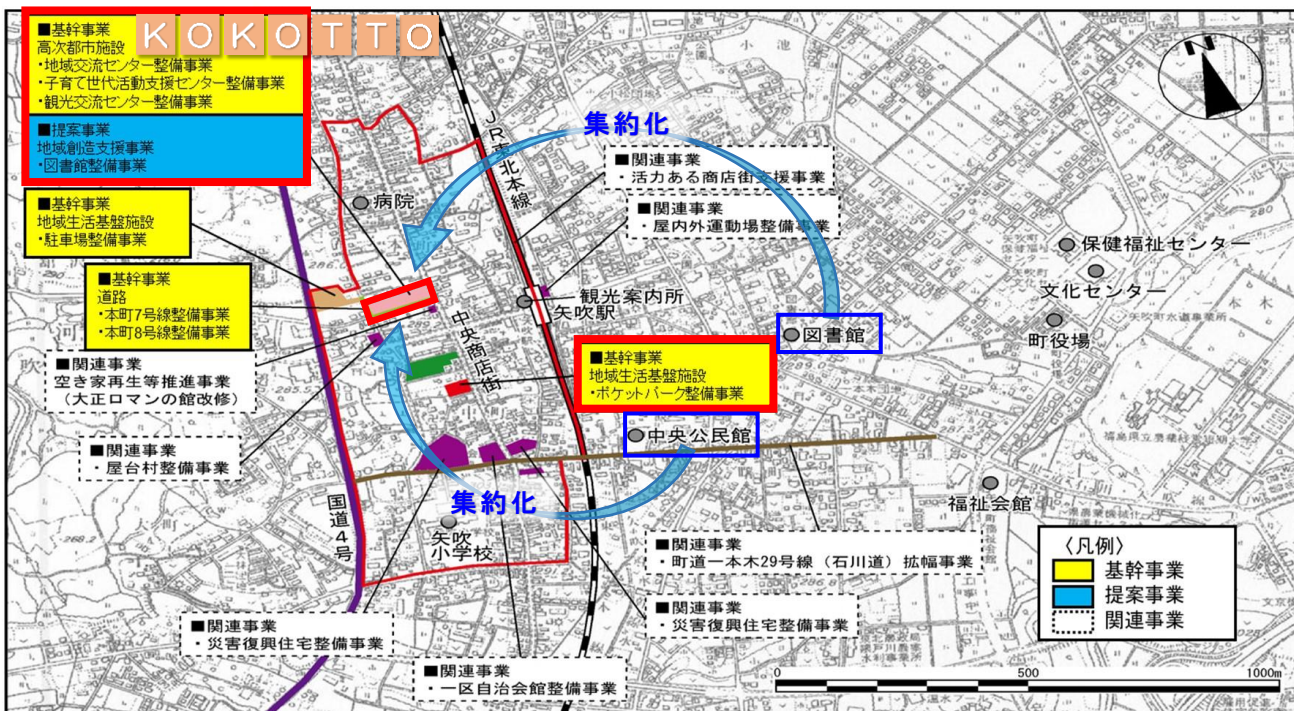 KOKOTTO
■基幹事業
高次都市施設
・地域交流センター整備事業
・子育て世代活動支援センター整備事業
・観光交流センター整備事業
■提案事業
地域創造支援事業
・図書館整備事業
■基幹事業
地域生活基盤施設
・駐車場整備事業
■基幹事業
道路
・本町7号線整備事業
・本町8号線整備事業
■関連事業
空き家再生等推進事業
（大正ロマンの館改修）
■関連事業
・屋台村整備事業
国道4号
病院
JR東北本線
集約化
■関連事業
・活力ある商店街支援事業
■関連事業
・屋内外運動場整備事業
観光案内所
矢吹駅
中央商店街
■基幹事業
地域生活基盤施設
・ポケットパーク整備事業
図書館
中央公民館
保健福祉センター
文化センター
町役場
福祉会館
集約化
矢吹
小学校
■関連事業
・町道一本木29号線（石川道）拡幅事業
■関連事業
・災害復興住宅整備事業
■関連事業
・災害復興住宅整備事業
■関連事業
・一区自治会館整備事業
〈凡例〉
基幹事業
提案事業
関連事業
0 500 1000m